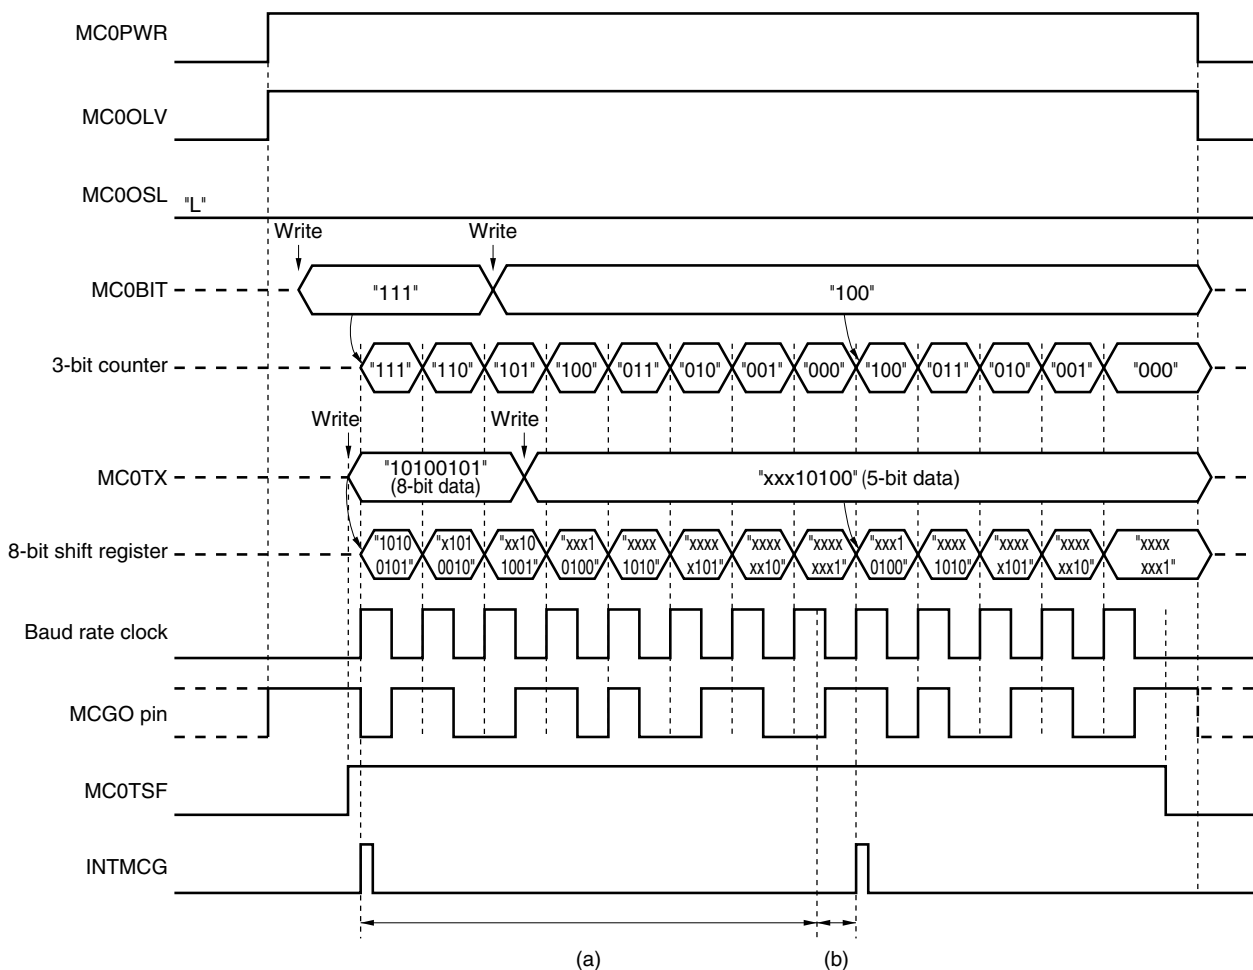 MC0PWR
MC0OLV
MC0OSL "L"
Write Write
MC0BIT "111" "100"
3-bit counter "111" "110" "101" "100" "011" "010" "001" "000" "100" "011" "010" "001" "000"
Write Write
MC0TX "10100101" "xxx10100" (5-bit data)
(8-bit data)
8-bit shift register "1010 "x101 "xx10 "xxx1 "xxxx "xxxx "xxxx "xxxx "xxx1 "xxxx "xxxx "xxxx "xxxx
0101" 0010" 1001" 0100" 1010" x101" xx10" xxx1" 0100" 1010" x101" xx10" xxx1"
Baud rate clock
MCGO pin
MC0TSF
INTMCG
(a) (b)